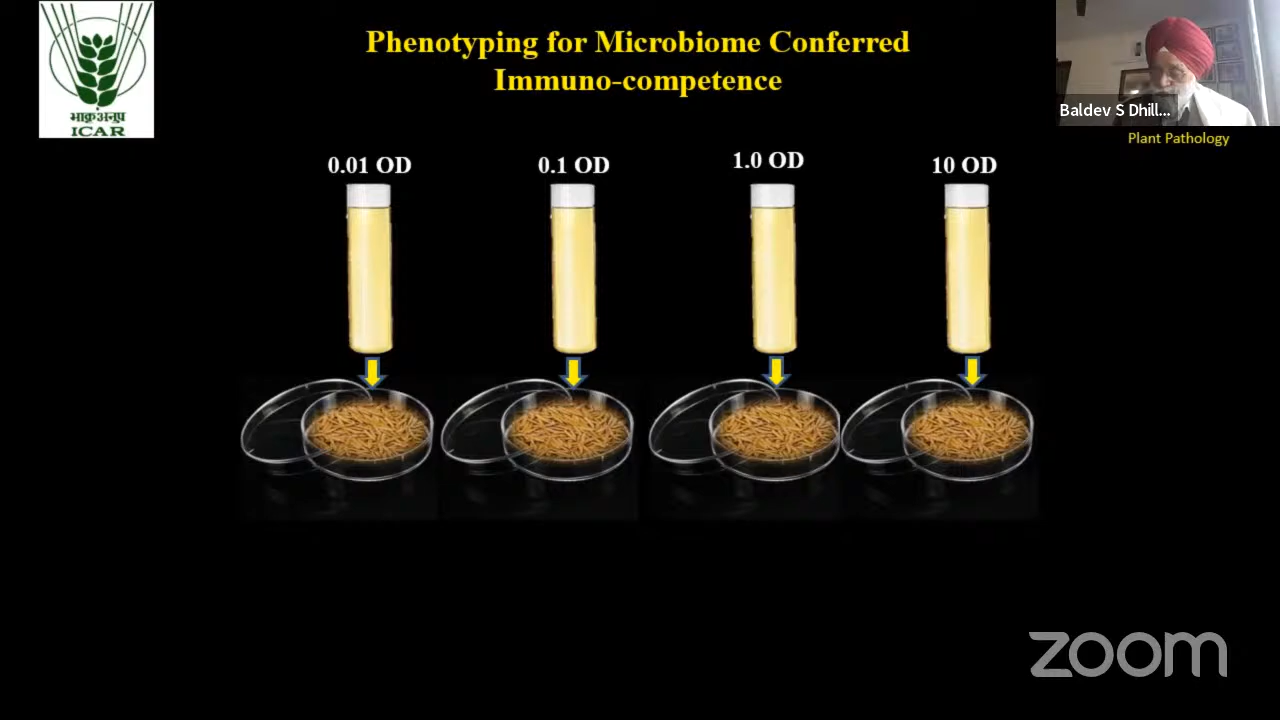 Phenotyping for Microbiome Conferred
Immuno-competence
भाकृअनुप
ICAR
Baldev S Dhill...
Plant Pathology
0.01 OD
0.1 OD
1.0 OD
10 OD
zoom